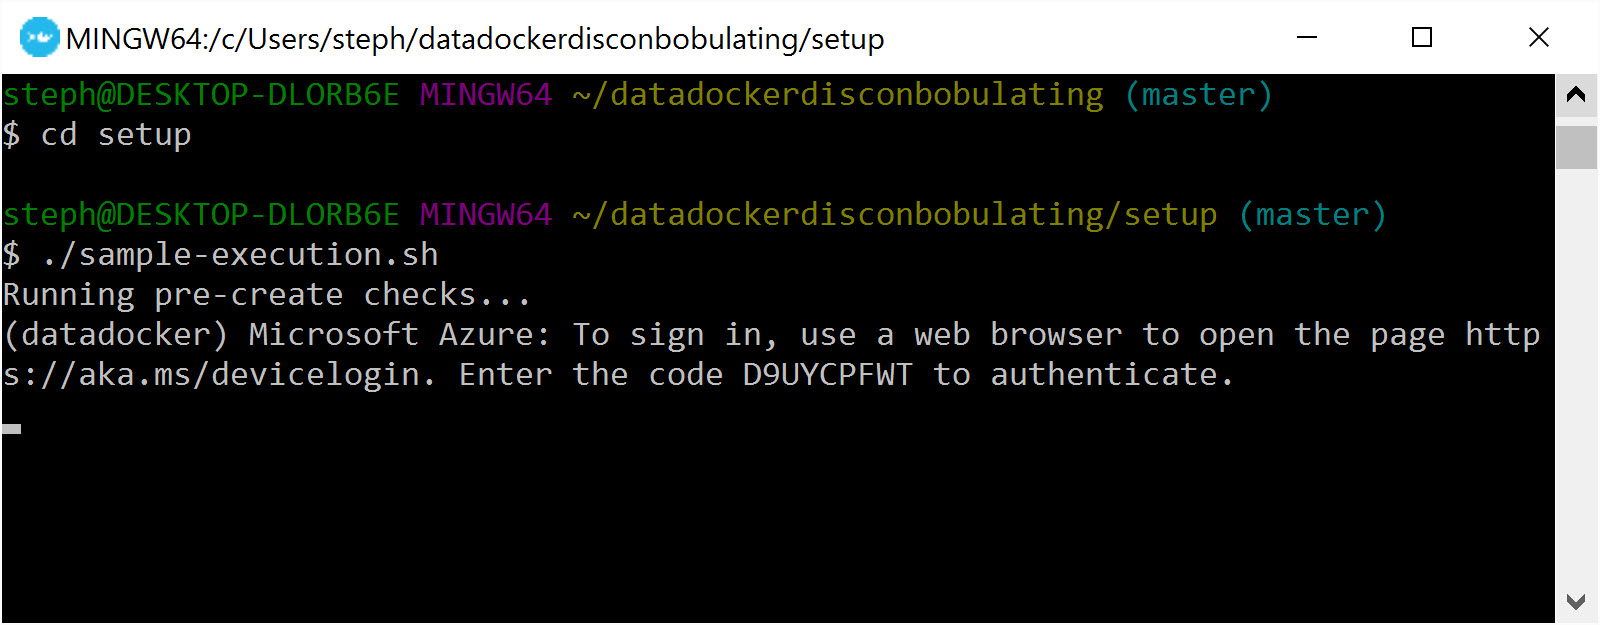 MINGW64:/c/Users/steph/datadockerdisconbobulating/setup
steph@DESKTOP-DLORB6E MINGW64 ~/datadockerdisconbobulating (master)
$ cd setup
steph@DESKTOP-DLORB6E MINGW64 ~/datadockerdisconbobulating/setup (master)
$ ./sample-execution.sh
Running pre-create checks...
(datadocker) Microsoft Azure: To sign in, use a web browser to open the page http
s://aka.ms/devicelogin. Enter the code D9UYCPFWT to authenticate.